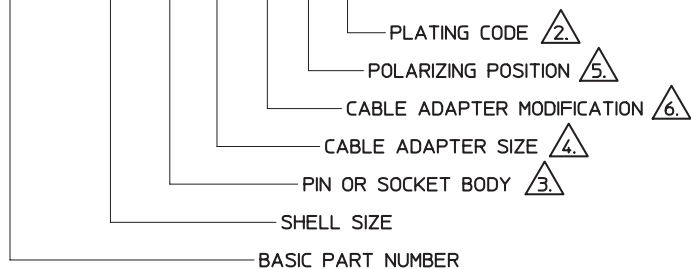 PLATING CODE 2.
POLARIZING POSITION 5.
CABLE ADAPTER MODIFICATION 6.
CABLE ADAPTER SIZE 4.
PIN OR SOCKET BODY 3.
SHELL SIZE
BASIC PART NUMBER